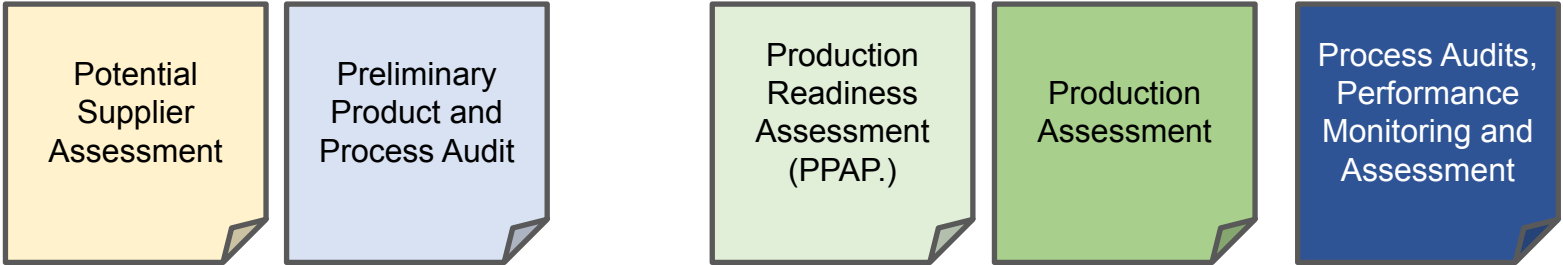 Potential
Supplier
Assessment
Preliminary
Product and
Process Audit
Production
Readiness
Assessment
(PPAP.)
Production
Assessment
Process Audits,
Performance
Monitoring and
Assessment